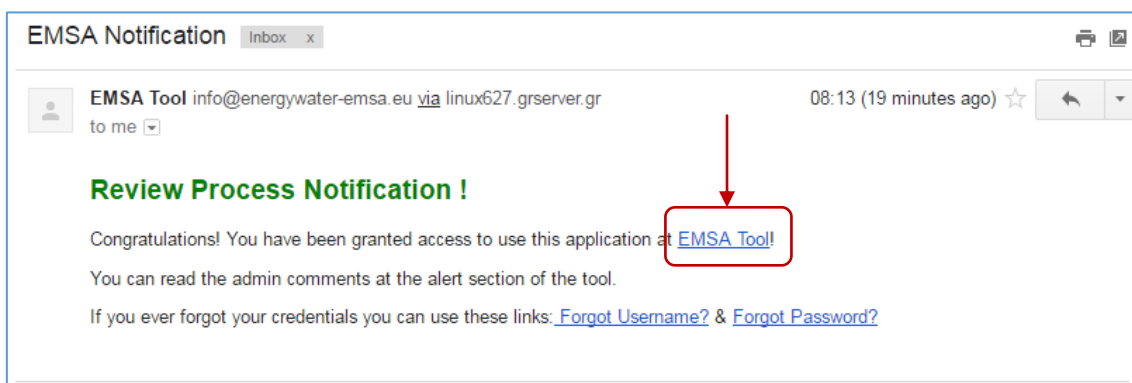 EMSA Notification Inbox x
EMSA Tool info@energywater-emsa.eu via linux627.grserver.gr 08:13 (19 minutes ago)
to me
Review Process Notification !
Congratulations! You have been granted access to use this application at EMSA Tool!
You can read the admin comments at the alert section of the tool.
If you ever forgot your credentials you can use these links: Forgot Username? & Forgot Password?